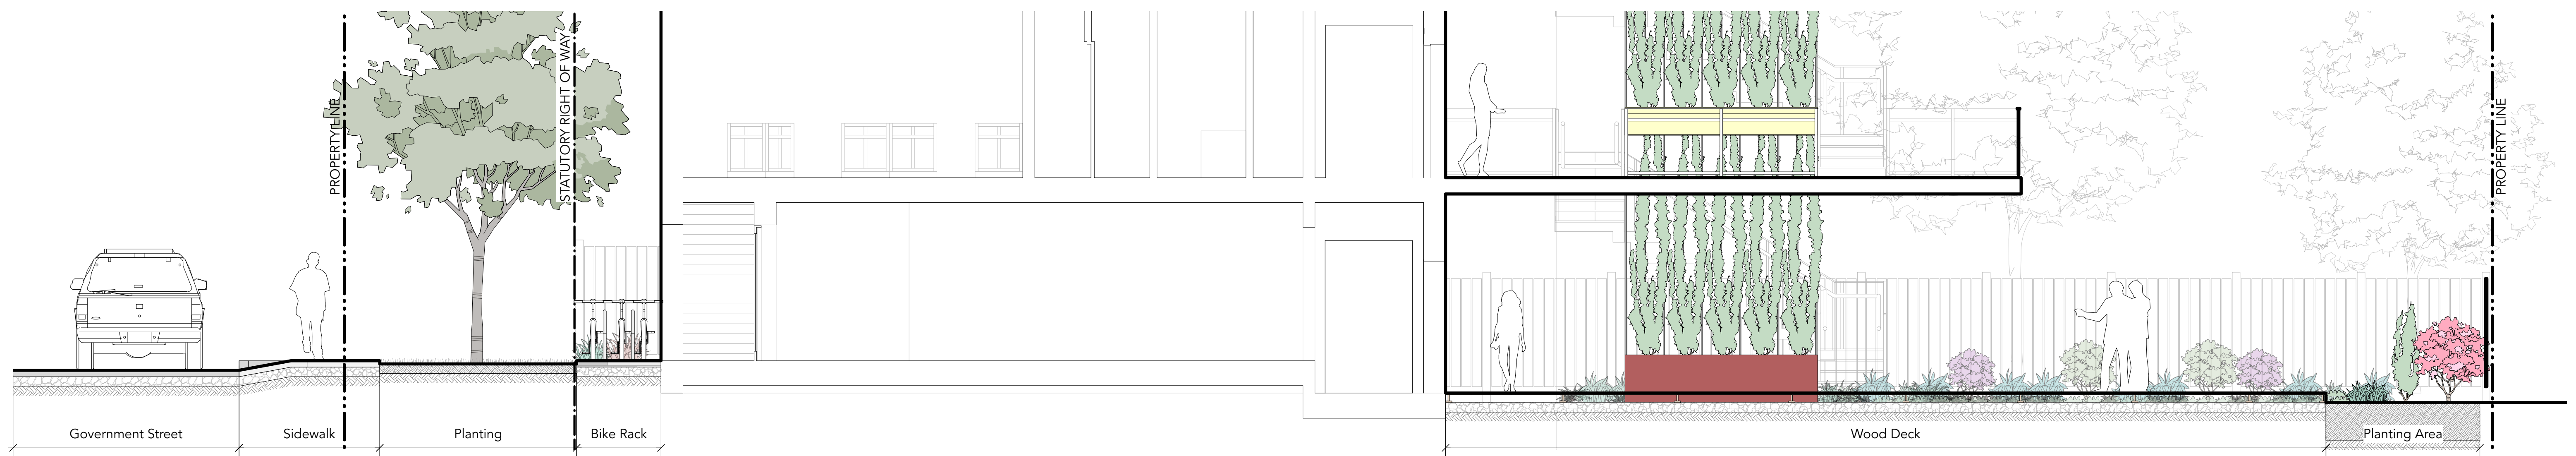 PROPERTY LINE
STATUTORY RIGHT OF WAY
PROPERTY LINE
Government Street
Sidewalk
Planting
Bike Rack
Wood Deck
Planting Area